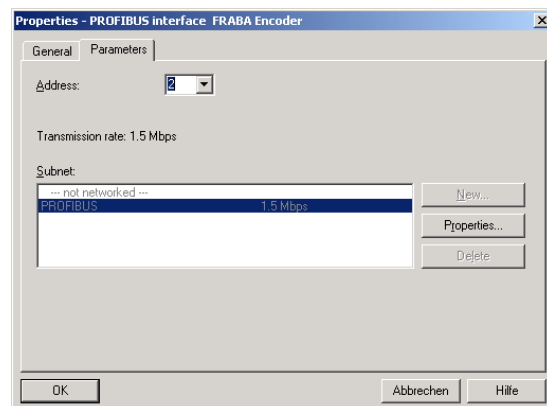 Properties - PROFIBUS interface FRABA Encoder
General Parameters
Address: 2
Transmission rate: 1.5 Mbps
Subnet:
--- not networked ---
PROFIBUS 1.5 Mbps
New...
Properties...
Delete
OK Abbrechen Hilfe